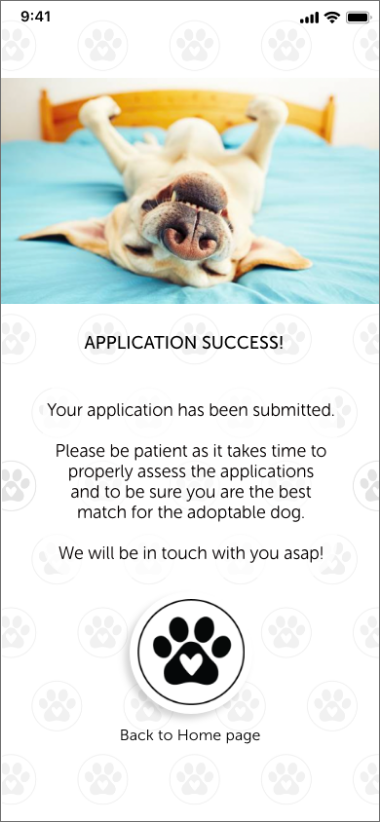 9:41
APPLICATION SUCCESS!
Your application has been submitted.
Please be patient as it takes time to
properly assess the applications
and to be sure you are the best
match for the adoptable dog.
We will be in touch with you asap!
Back to Home page